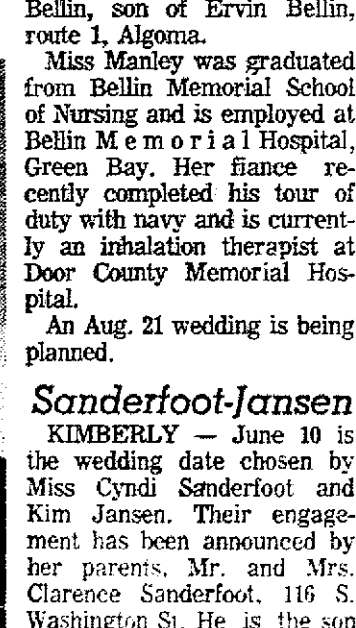 Bellin, son of Ervin Bellin,
route 1, Algoma.
Miss Manley was graduated
from Bellin Memorial School
of Nursing and is employed at
Bellin Memorial Hospital,
Green Bay. Her fiance re-
cently completed his tour of
duty with navy and is current-
ly an inhalation therapist at
Door County Memorial Hos-
pital.
An Aug. 21 wedding is being
planned.
Sanderfoot-Jansen
KIMBERLY — June 10 is
the wedding date chosen by
Miss Cyndi Sanderfoot and
Kim Jansen. Their engage-
ment has been announced by
her parents, Mr. and Mrs.
Clarence Sanderfoot, 116 S.
Washington St. He is the son